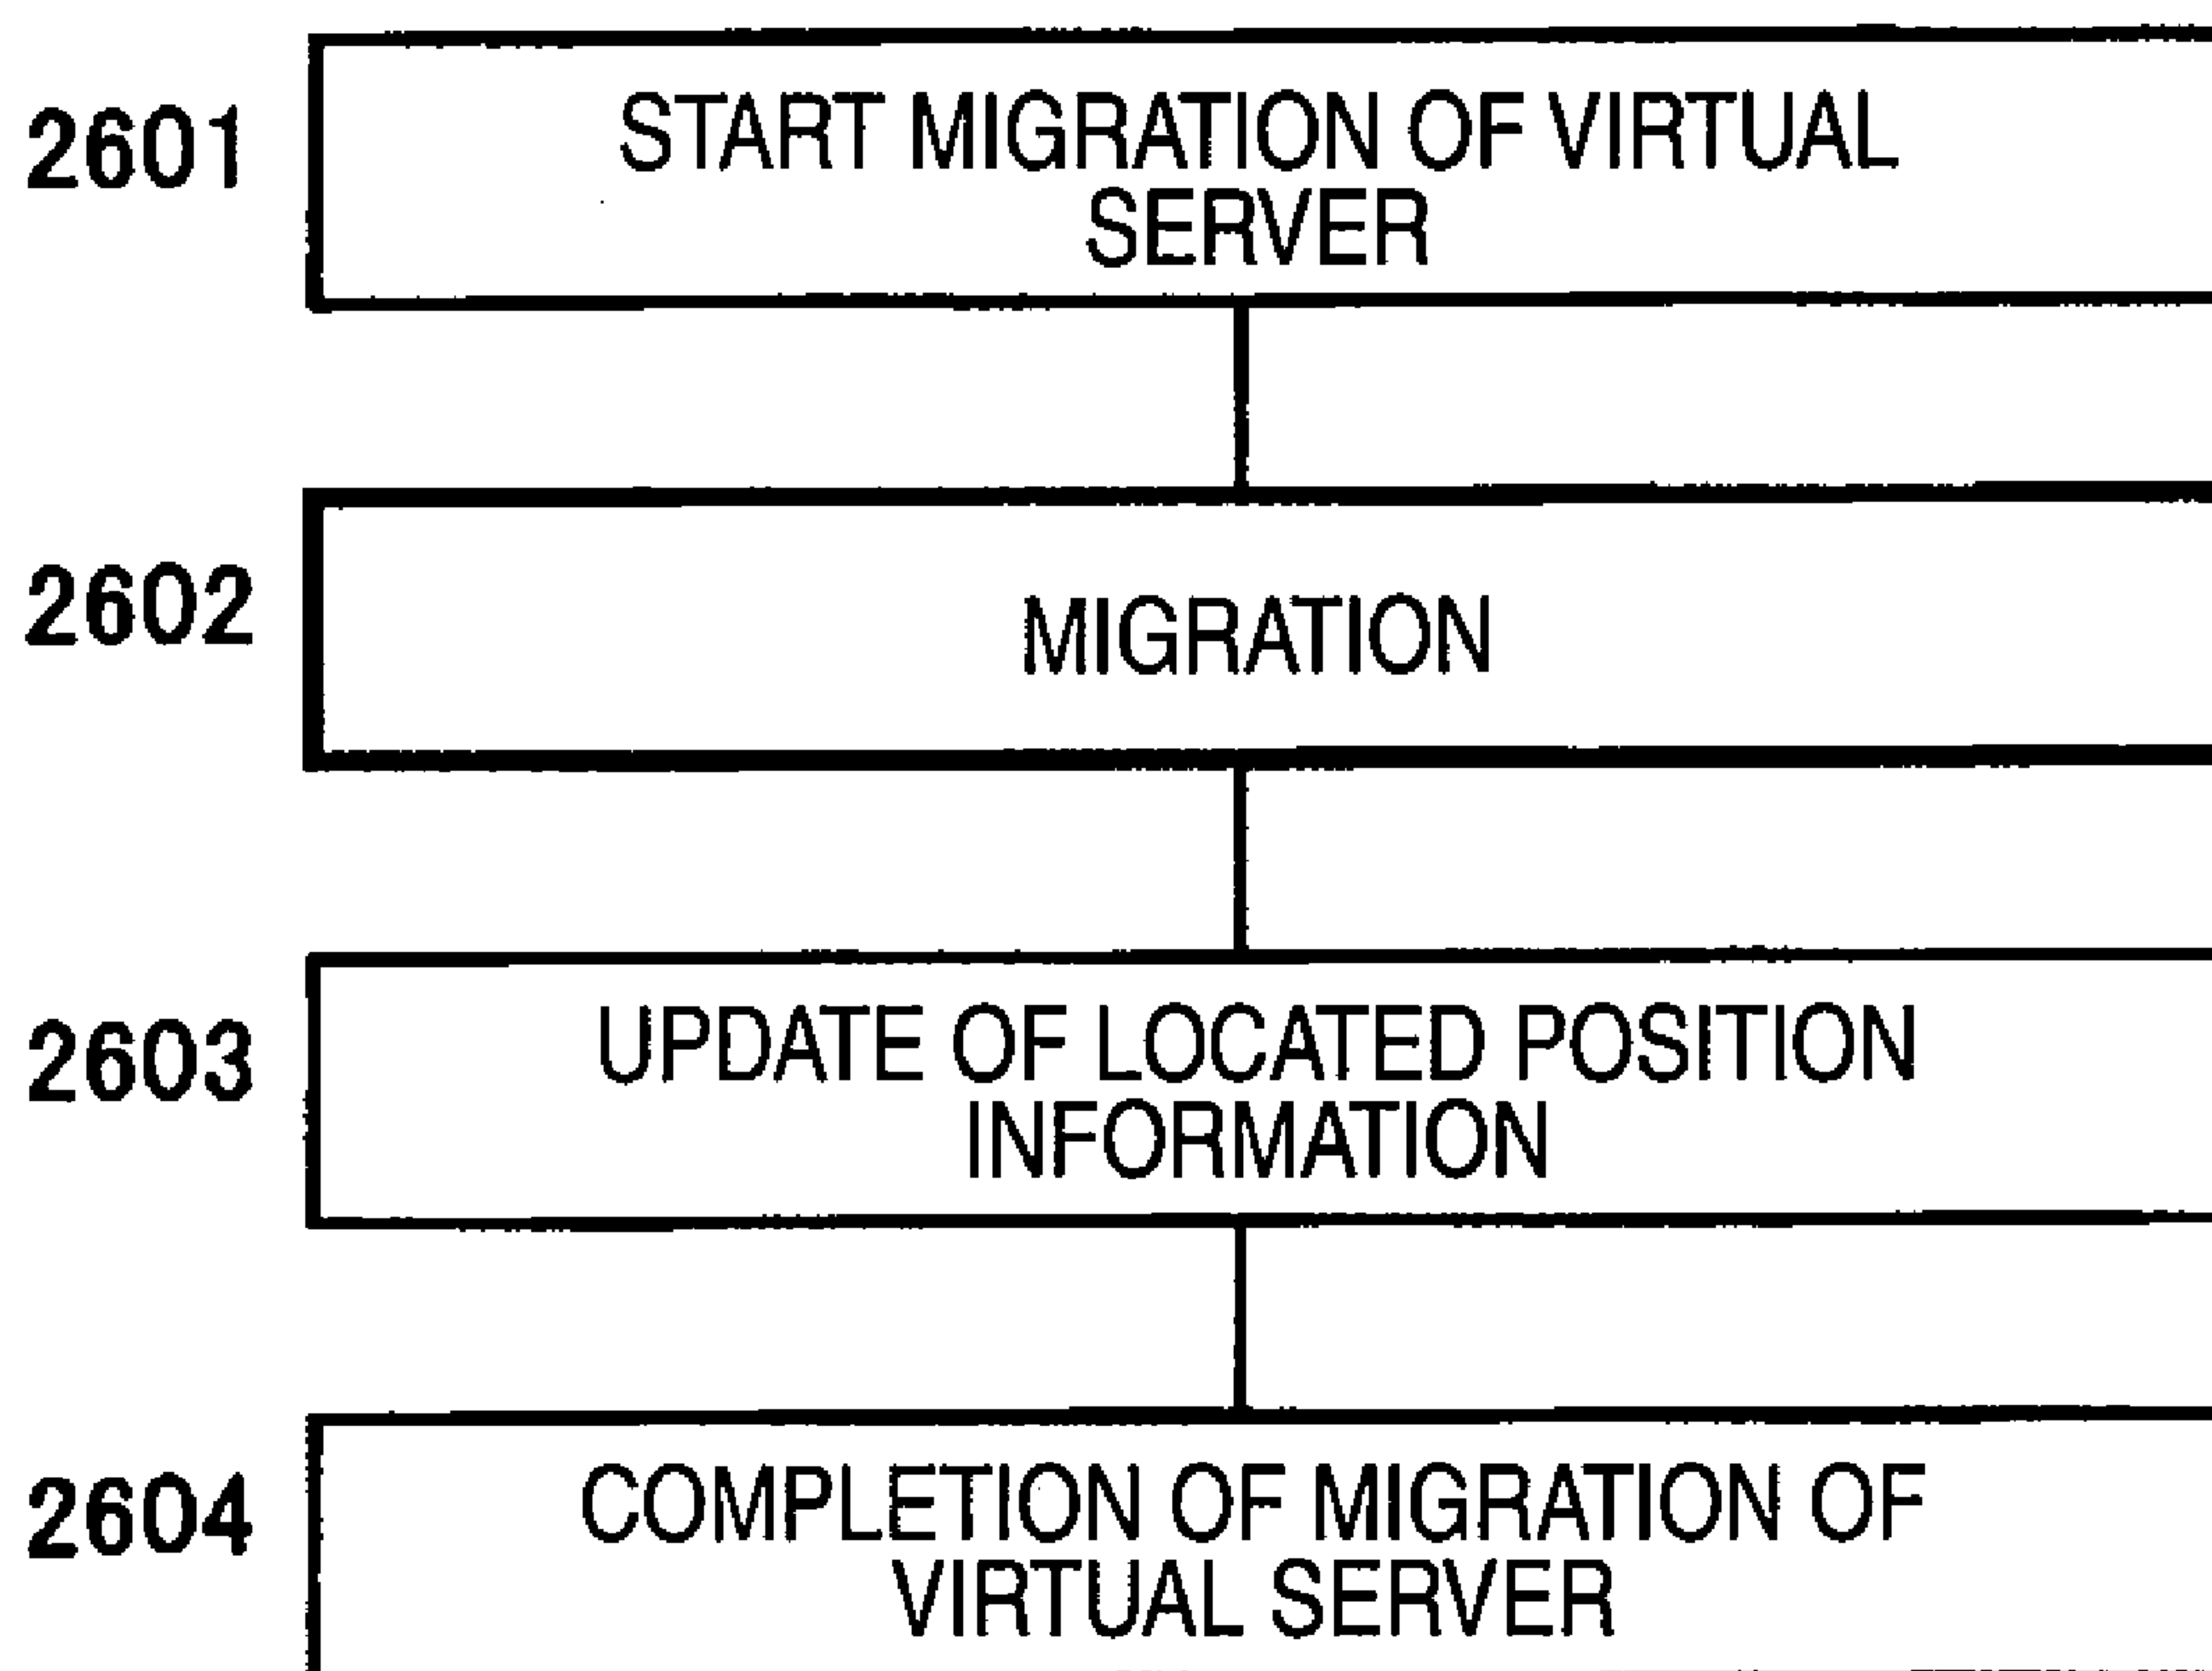 2601
START MIGRATION OF VIRTUAL
SERVER
2602
MIGRATION
2603
UPDATE OF LOCATED POSITION
INFORMATION
2604
COMPLETION OF MIGRATION OF
VIRTUAL SERVER